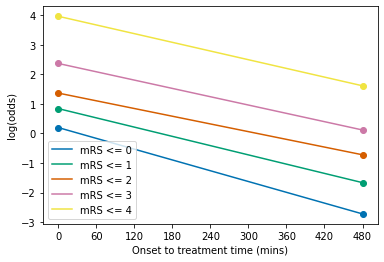 4
3
2
1
0
−1
−2
−3
log(odds)
mRS <= 0
mRS <= 1
mRS <= 2
mRS <= 3
mRS <= 4
0 60 120 180 240 300 360 420 480
Onset to treatment time (mins)